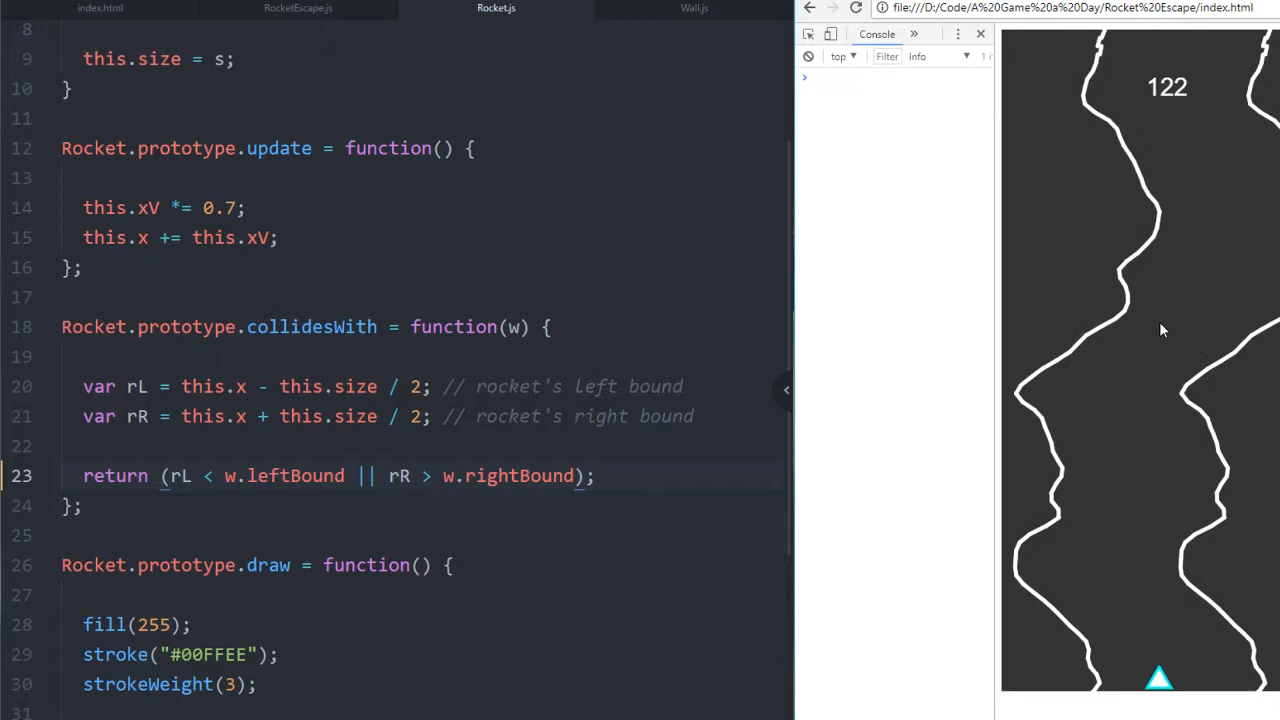 index.html RocketEscape.js Rocket.js Wall.js
8
9 this.size = s;
10 }
11
12 Rocket.prototype.update = function() {
13
14 this.xV *= 0.7;
15 this.x += this.xV;
16 };
17
18 Rocket.prototype.collidesWith = function(w) {
19
20 var rL = this.x - this.size / 2; // rocket's left bound
21 var rR = this.x + this.size / 2; // rocket's right bound
22
23 return (rL < w.leftBound || rR > w.rightBound);
24 };
25
26 Rocket.prototype.draw = function() {
27
28 fill(255);
29 stroke("#00FFEE");
30 strokeWeight(3);
31
file:///D:/Code/A%20Game%20a%20Day/Rocket%20Escape/index.html
Console »
top Filter Info 1
>
122